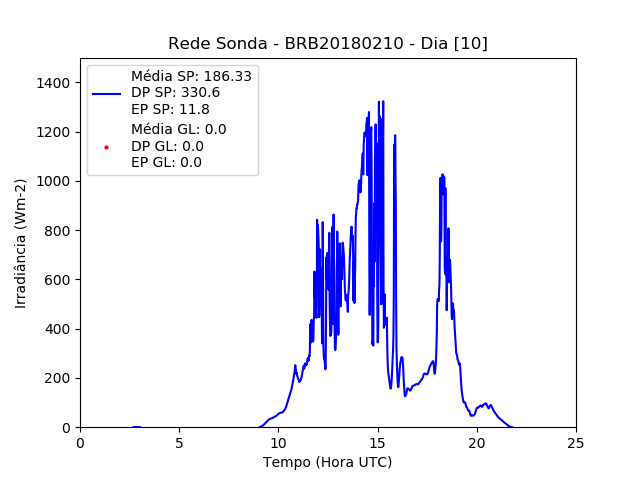 Rede Sonda - BRB20180210 - Dia [10]
Média SP: 186.33
DP SP: 330.6
EP SP: 11.8
Média GL: 0.0
DP GL: 0.0
EP GL: 0.0
Irradiância (Wm-2)
1400
1200
1000
800
600
400
200
0
0 5 10 15 20 25
Tempo (Hora UTC)